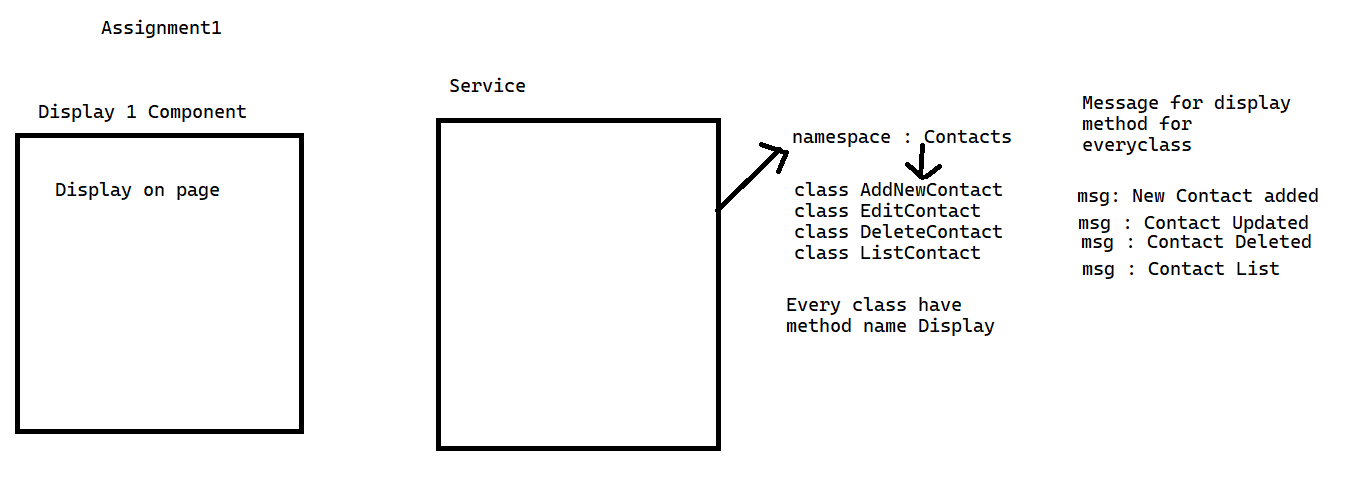 Assignment1
Display 1 Component
Display on page
Service
namespace : Contacts
class AddNewContact
class EditContact
class DeleteContact
class ListContact
Every class have
method name Display
Message for display
method for
everyclass
msg: New Contact added
msg : Contact Updated
msg : Contact Deleted
msg : Contact List